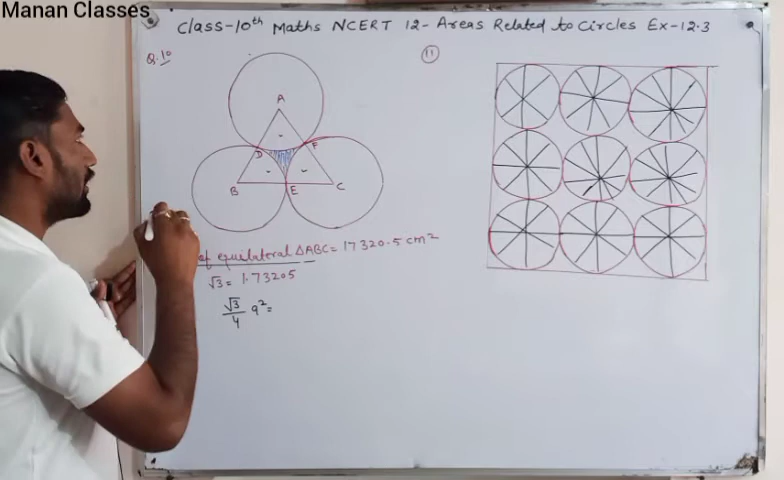 Manan Classes
Class-10th Maths NCERT 12- Areas Related to Circles Ex-12.3
Q.10
A
D F
B E C
of equilateral ΔABC = 17320.5 cm²
√3 = 1.73205
√3/4 a² =
11